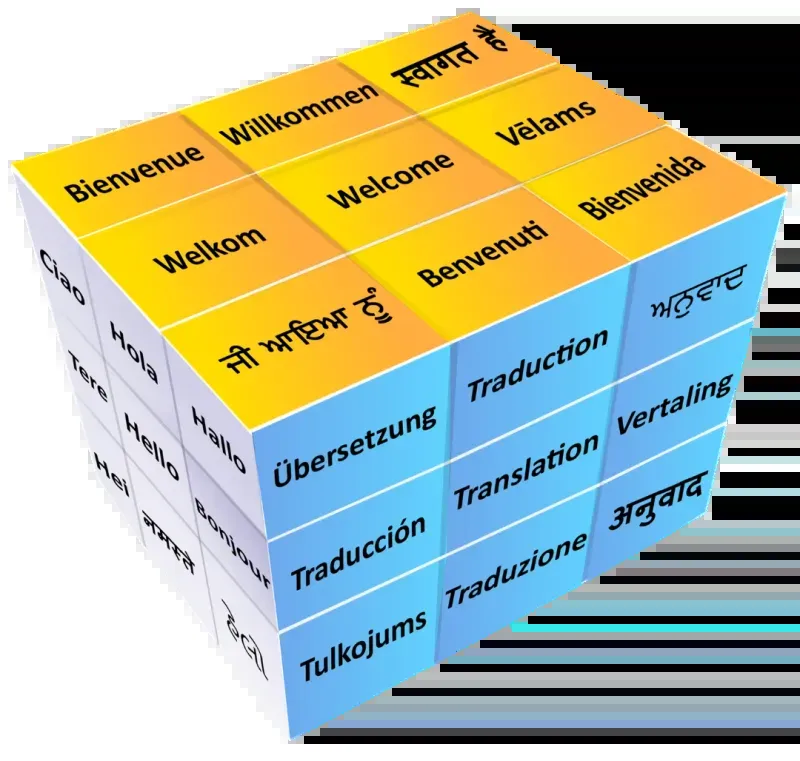 Bienvenue
Willkommen
स्वागत है
Welkom
Welcome
Vēlams
ਜੀ ਆਇਆ ਨੂੰ
Benvenuti
Bienvenida
Ciao
Hola
Hallo
Tere
Hello
Bonjour
Hei
नमस्ते
Übersetzung
Traduction
ਅਨੁਵਾਦ
Traducción
Translation
Vertaling
Tulkojums
Traduzione
अनुवाद